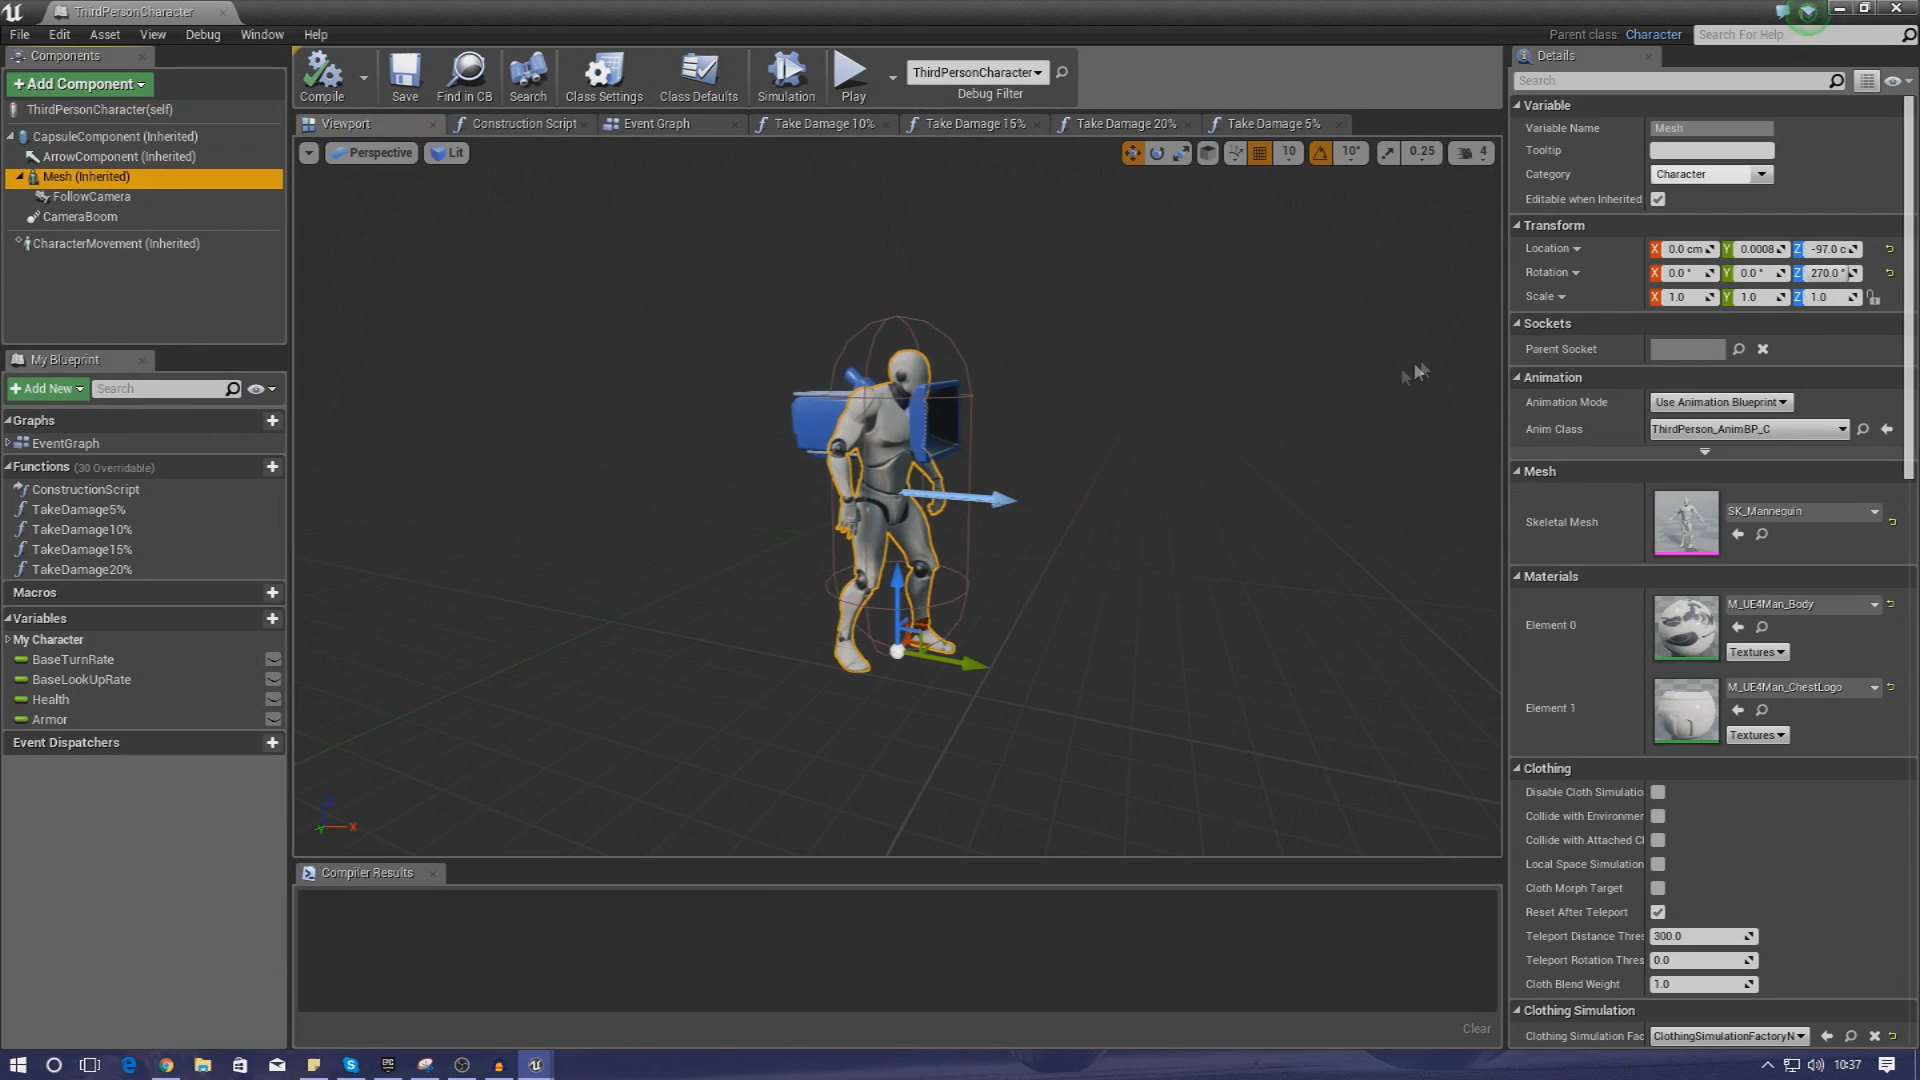 ThirdPersonCharacter
File Edit Asset View Debug Window Help
Parent class: Character
Search For Help
Components
+Add Component
ThirdPersonCharacter(self)
CapsuleComponent (Inherited)
ArrowComponent (Inherited)
Mesh (Inherited)
FollowCamera
CameraBoom
CharacterMovement (Inherited)
Compile
Save
Find in CB
Search
Class Settings
Class Defaults
Simulation
Play
ThirdPersonCharacter
Debug Filter
Viewport
Construction Script
Event Graph
Take Damage 10%
Take Damage 15%
Take Damage 20%
Take Damage 5%
Perspective
Lit
10
10°
0.25
4
My Blueprint
+Add New
Search
Graphs
EventGraph
Functions (30 Overridable)
ConstructionScript
TakeDamage5%
TakeDamage10%
TakeDamage15%
TakeDamage20%
Macros
Variables
My Character
BaseTurnRate
BaseLookUpRate
Health
Armor
Event Dispatchers
Z
X
Y
Compiler Results
Clear
Details
Search
Variable
Variable Name Mesh
Tooltip
Category Character
Editable when Inherited
Transform
Location X 0.0 cm Y 0.0008 Z -97.0 c
Rotation X 0.0 ° Y 0.0 ° Z 270.0 °
Scale X 1.0 Y 1.0 Z 1.0
Sockets
Parent Socket
Animation
Animation Mode Use Animation Blueprint
Anim Class ThirdPerson_AnimBP_C
Mesh
Skeletal Mesh SK_Mannequin
Materials
Element 0 M_UE4Man_Body
Textures
Element 1 M_UE4Man_ChestLogo
Textures
Clothing
Disable Cloth Simulatio
Collide with Environmer
Collide with Attached Cl
Local Space Simulation
Cloth Morph Target
Reset After Teleport
Teleport Distance Thres 300.0
Teleport Rotation Thres 0.0
Cloth Blend Weight 1.0
Clothing Simulation
Clothing Simulation Fac ClothingSimulationFactoryN
10:37